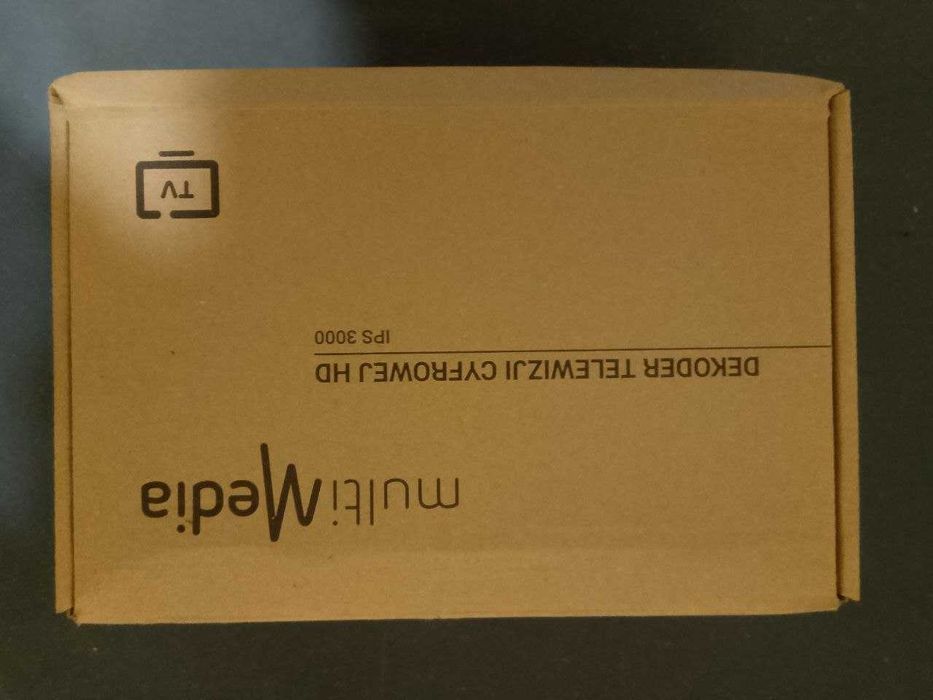 multiMedia
DEKODER TELEWIZJI CYFROWEJ HD
IPS 3000
TV